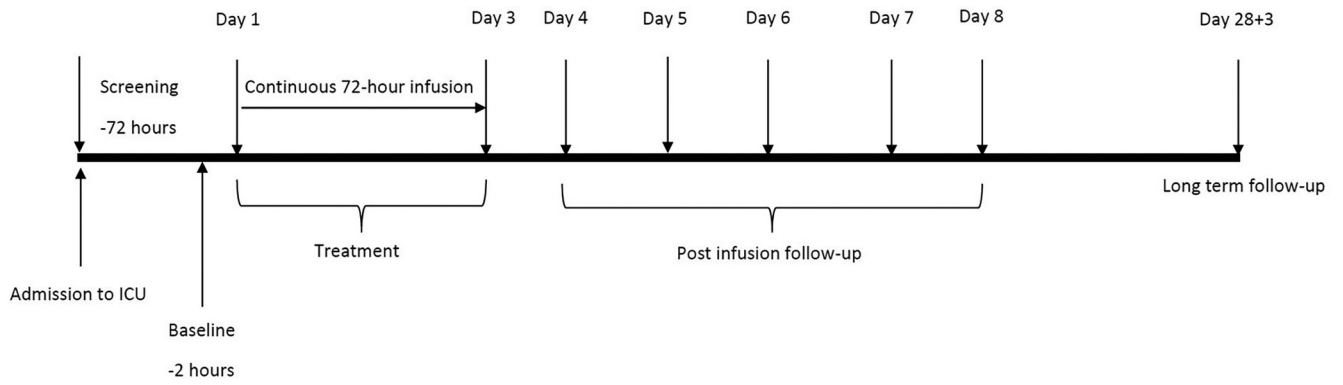 Day 1
Day 3
Day 4
Day 5
Day 6
Day 7
Day 8
Day 28+3
Screening
-72 hours
Continuous 72-hour infusion
Long term follow-up
Treatment
Post infusion follow-up
Admission to ICU
Baseline
-2 hours